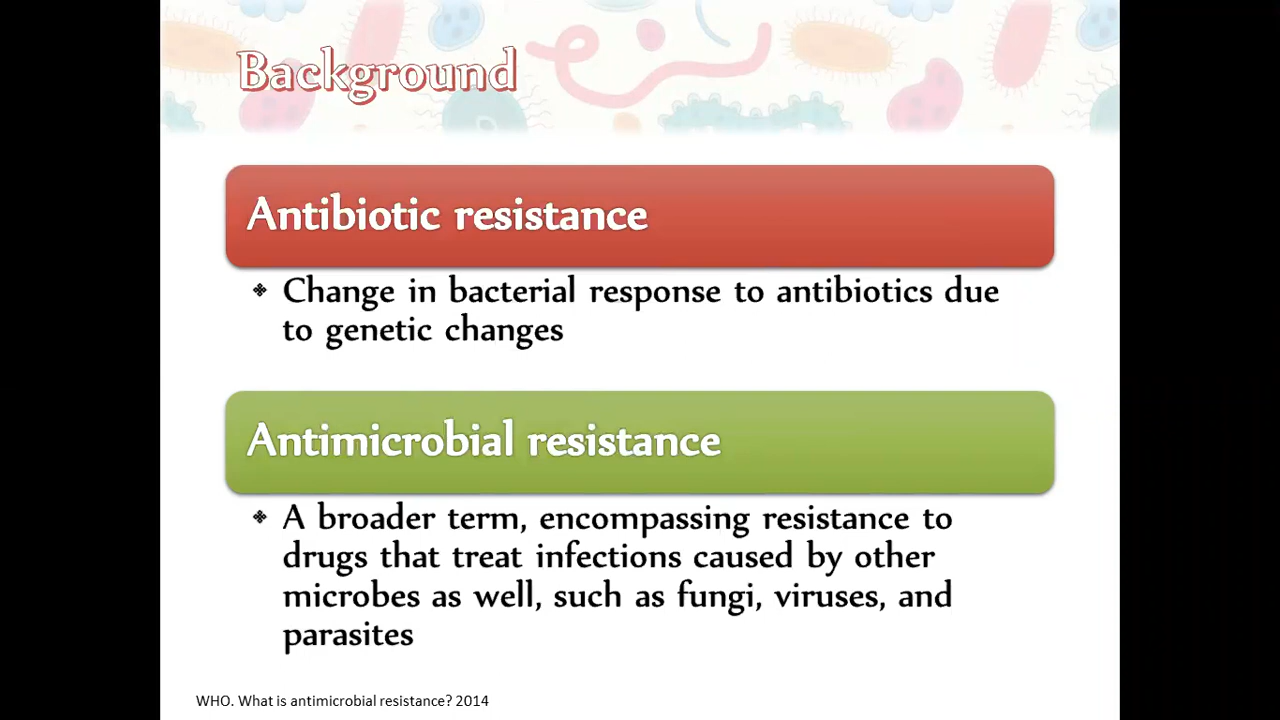 Background
Antibiotic resistance
❖ Change in bacterial response to antibiotics due
to genetic changes
Antimicrobial resistance
❖ A broader term, encompassing resistance to
drugs that treat infections caused by other
microbes as well, such as fungi, viruses, and
parasites
WHO. What is antimicrobial resistance? 2014